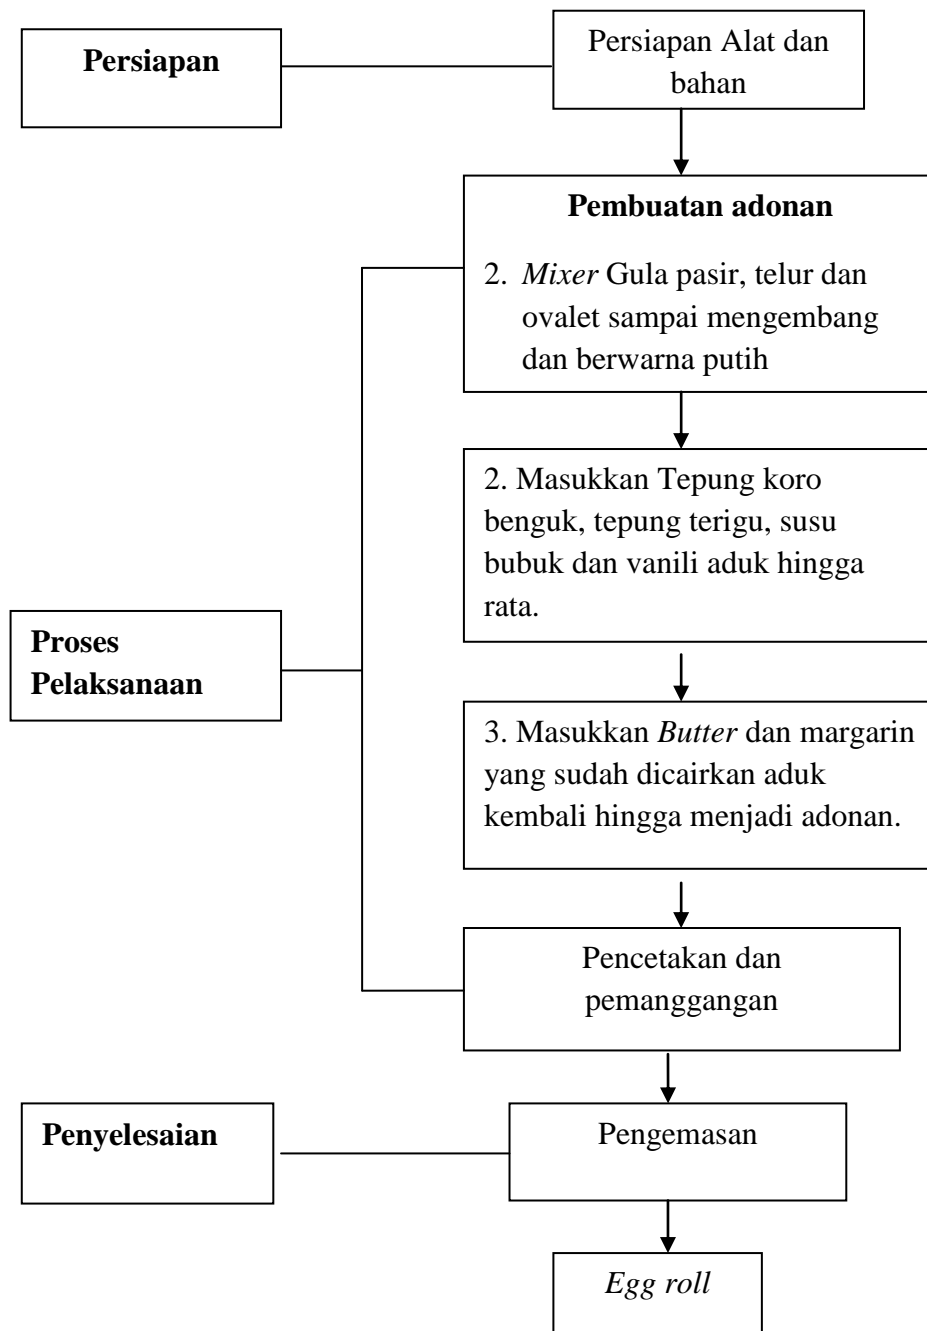 Persiapan
Persiapan Alat dan
bahan
Pembuatan adonan
2. Mixer Gula pasir, telur dan
ovalet sampai mengembang
dan berwarna putih
2. Masukkan Tepung koro
benguk, tepung terigu, susu
bubuk dan vanili aduk hingga
rata.
Proses
Pelaksanaan
3. Masukkan Butter dan margarin
yang sudah dicairkan aduk
kembali hingga menjadi adonan.
Pencetakan dan
pemanggangan
Penyelesaian
Pengemasan
Egg roll